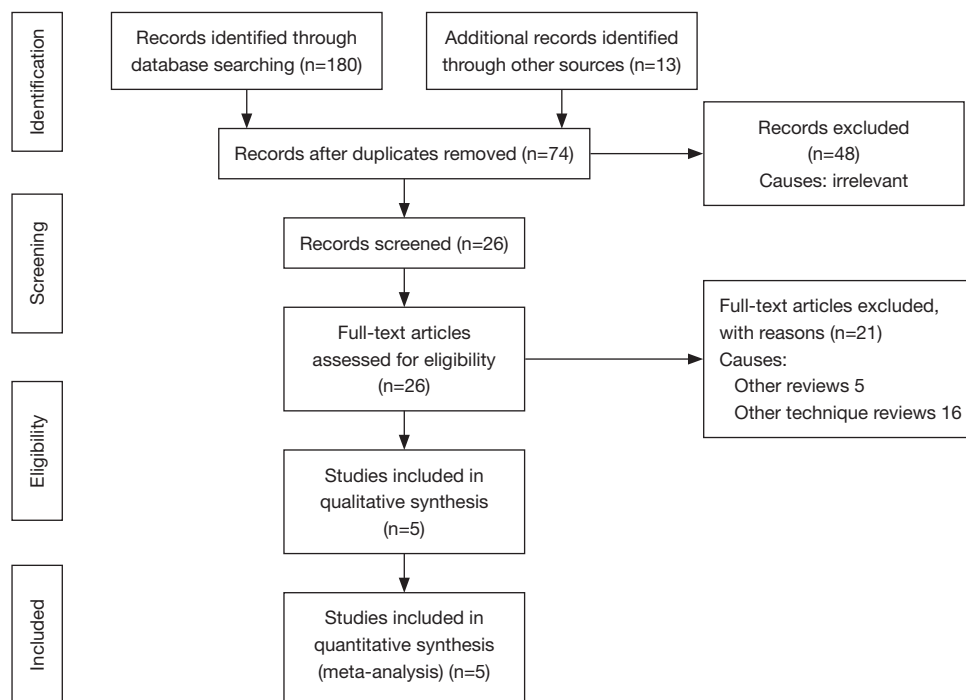 Identification
Records identified through
database searching (n=180)
Additional records identified
through other sources (n=13)
Records after duplicates removed (n=74)
Records excluded
(n=48)
Causes: irrelevant
Screening
Records screened (n=26)
Full-text articles
assessed for eligibility
(n=26)
Full-text articles excluded,
with reasons (n=21)
Causes:
Other reviews 5
Other technique reviews 16
Eligibility
Studies included in
qualitative synthesis
(n=5)
Included
Studies included in
quantitative synthesis
(meta-analysis) (n=5)